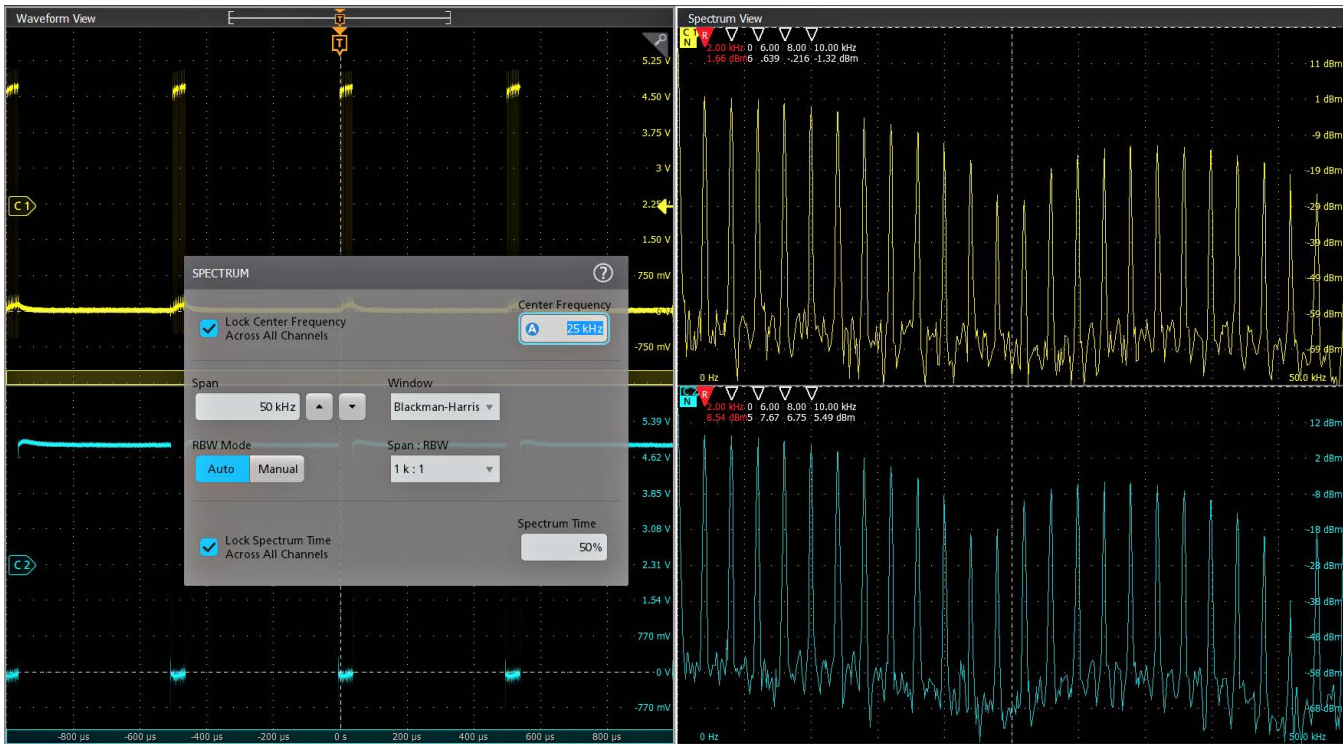 Waveform View
T
T
5.25 V
4.50 V
3.75 V
3 V
C 1
2.25 V
1.50 V
750 mV
-750 mV
SPECTRUM
?
Lock Center Frequency
Across All Channels
Center Frequency
A 25 kHz
Span
50 kHz
Window
Blackman-Harris
RBW Mode
Auto Manual
Span : RBW
1 k : 1
Lock Spectrum Time
Across All Channels
Spectrum Time
50%
5.39 V
4.62 V
3.85 V
3.08 V
C 2
2.31 V
1.54 V
770 mV
0 V
-770 mV
-800 µs -600 µs -400 µs -200 µs 0 s 200 µs 400 µs 600 µs 800 µs
Spectrum View
C 1
N
R
2.00 kHz 0 6.00 8.00 10.00 kHz
1.66 dBm 6 .639 -.216 -1.32 dBm
11 dBm
1 dBm
-9 dBm
-19 dBm
-29 dBm
-39 dBm
-49 dBm
-59 dBm
-69 dBm
0 Hz
50.0 kHz
N
R
2.00 kHz 0 6.00 8.00 10.00 kHz
8.54 dBm 5 7.67 6.75 5.49 dBm
12 dBm
2 dBm
-8 dBm
-18 dBm
-28 dBm
-38 dBm
-48 dBm
-58 dBm
-68 dBm
0 Hz
50.0 kHz